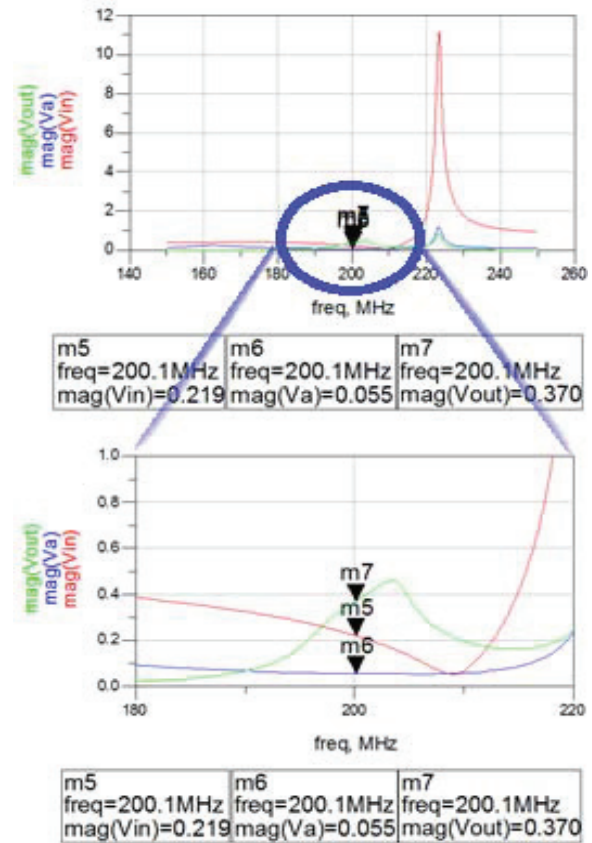 mag(Vout)
mag(Va)
mag(Vin)
12
10
8
6
4
2
0
140 160 180 200 220 240 260
freq, MHz
m5
freq=200.1MHz
mag(Vin)=0.219
m6
freq=200.1MHz
mag(Va)=0.055
m7
freq=200.1MHz
mag(Vout)=0.370
mag(Vout)
mag(Va)
mag(Vin)
1.0
0.8
0.6
0.4
0.2
0.0
m7
m5
m6
180 200 220
freq, MHz
m5
freq=200.1MHz
mag(Vin)=0.219
m6
freq=200.1MHz
mag(Va)=0.055
m7
freq=200.1MHz
mag(Vout)=0.370